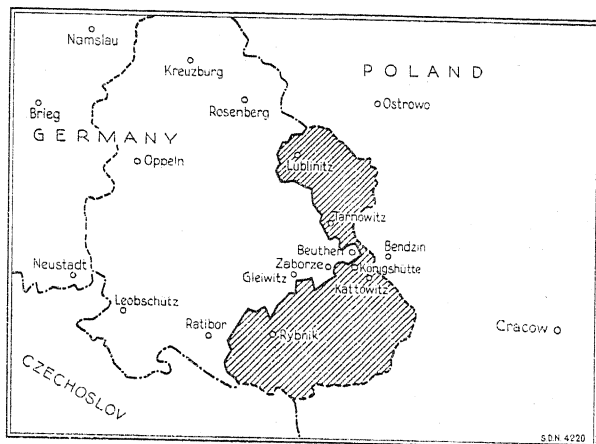 Namslau
Kreuzburg
POLAND
Brieg
Rosenberg
Ostrowo
GERMANY
Oppeln
Lublinitz
Tarnowitz
Beuthen
Bendzin
Neustadt
Zaborze
Königshütte
Gleiwitz
Kattowitz
Leobschutz
Ratibor
Rybnik
Cracow
CZECHOSLOV
S.D.N. 4220